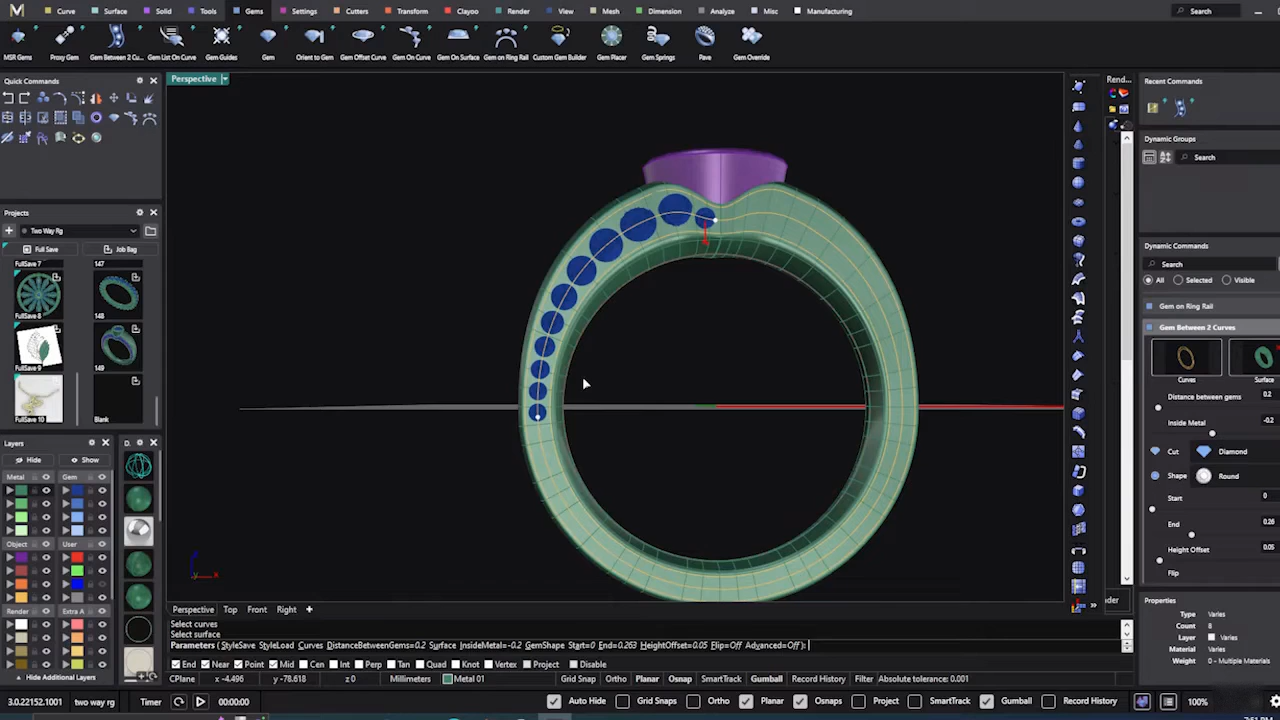 Curve Surface Solid Tools Gems Settings Cutters Transform Clayoo Render View Mesh Dimension Analyze Misc Manufacturing Search
MSR Gems Proxy Gem Gem Between 2 Cu... Gem List On Curve Gem Guides Gem Orient to Gem Gem Offset Curve Gem On Curve Gem On Surface Gem on Ring Rail Custom Gem Builder Gem Placer Gem Springs Pave Gem Override
Quick Commands
Perspective
Rend...
Recent Commands
Dynamic Groups
Search
Projects
Two Way Rg
Full Save Job Bag
FullSave 7 147
FullSave 8 148
FullSave 9 149
FullSave 10 Blank
Dynamic Commands
Search
All Selected Visible
Gem on Ring Rail
Gem Between 2 Curves
Curves Surface
Distance between gems 0.2
Inside Metal -0.2
Cut Diamond
Shape Round
Start 0
End 0.26
Height Offset 0.05
Flip
Layers D.
Hide Show
Metal Gem
Object User
Render Extra A
Hide Additional Layers
z x y
Properties
Type Varies
Count 8
Layer Varies
Material Varies
Weight 0 - Multiple Materials
Perspective Top Front Right
Select curves
Select surface
Parameters ( StyleSave StyleLoad Curves DistanceBetweenGems=0.2 Surface InsideMetal=-0.2 GemShape Start=0 End=0.263 HeightOffset=0.05 Flip=Off Advanced=Off ):
End Near Point Mid Cen Int Perp Tan Quad Knot Vertex Project Disable
CPlane x -4.496 y -78.618 z 0 Millimeters Metal 01 Grid Snap Ortho Planar Osnap SmartTrack Gumball Record History Filter Absolute tolerance: 0.001
3.0.22152.1001 two way rg Timer 00:00:00 Auto Hide Grid Snaps Ortho Planar Osnaps Project SmartTrack Gumball Record History 100%